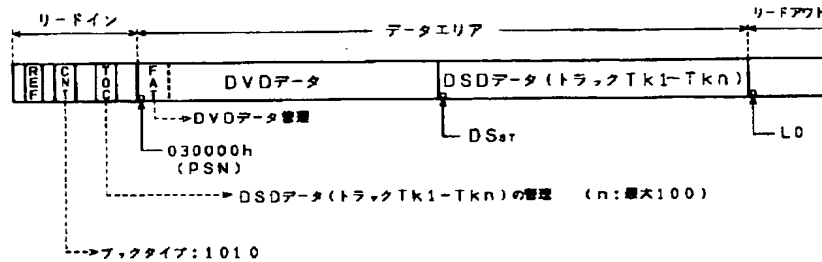 リードイン
データエリア
リードアウト
REF
CNT
TOC
FAT
DVDデータ
DSDデータ(トラックTk1-Tkn)
DVDデータ管理
030000h
(PSN)
DSST
LO
DSDデータ(トラックTk1-Tkn)の管理 (n:最大100)
ブックタイプ:1010